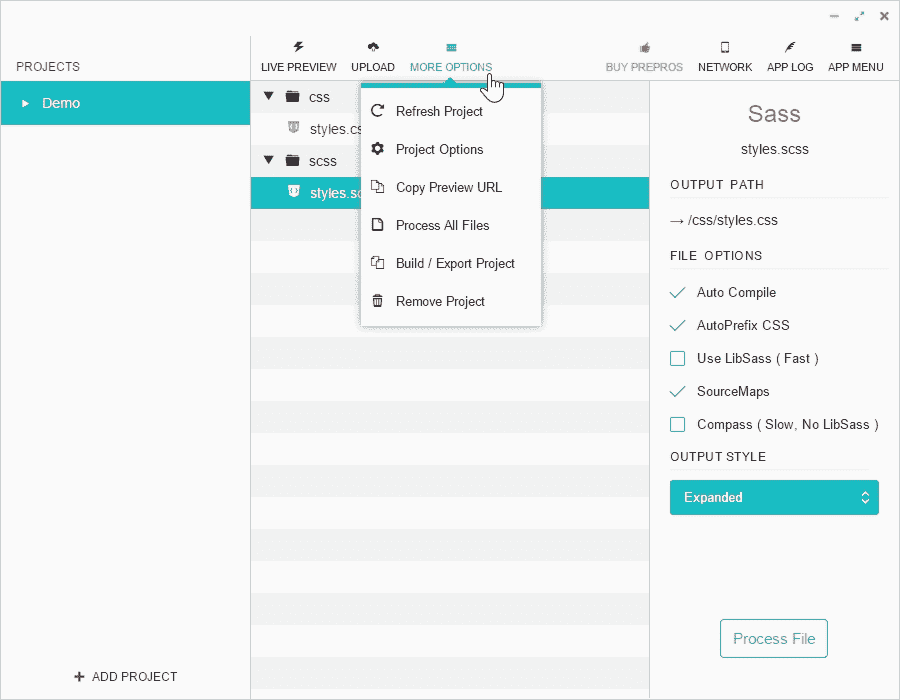 PROJECTS
LIVE PREVIEW UPLOAD MORE OPTIONS BUY PREPROS NETWORK APP LOG APP MENU
Demo
css
styles.cs
scss
styles.sc
Refresh Project
Project Options
Copy Preview URL
Process All Files
Build / Export Project
Remove Project
Sass
styles.scss
OUTPUT PATH
→ /css/styles.css
FILE OPTIONS
Auto Compile
AutoPrefix CSS
Use LibSass ( Fast )
SourceMaps
Compass ( Slow, No LibSass )
OUTPUT STYLE
Expanded
Process File
+ ADD PROJECT